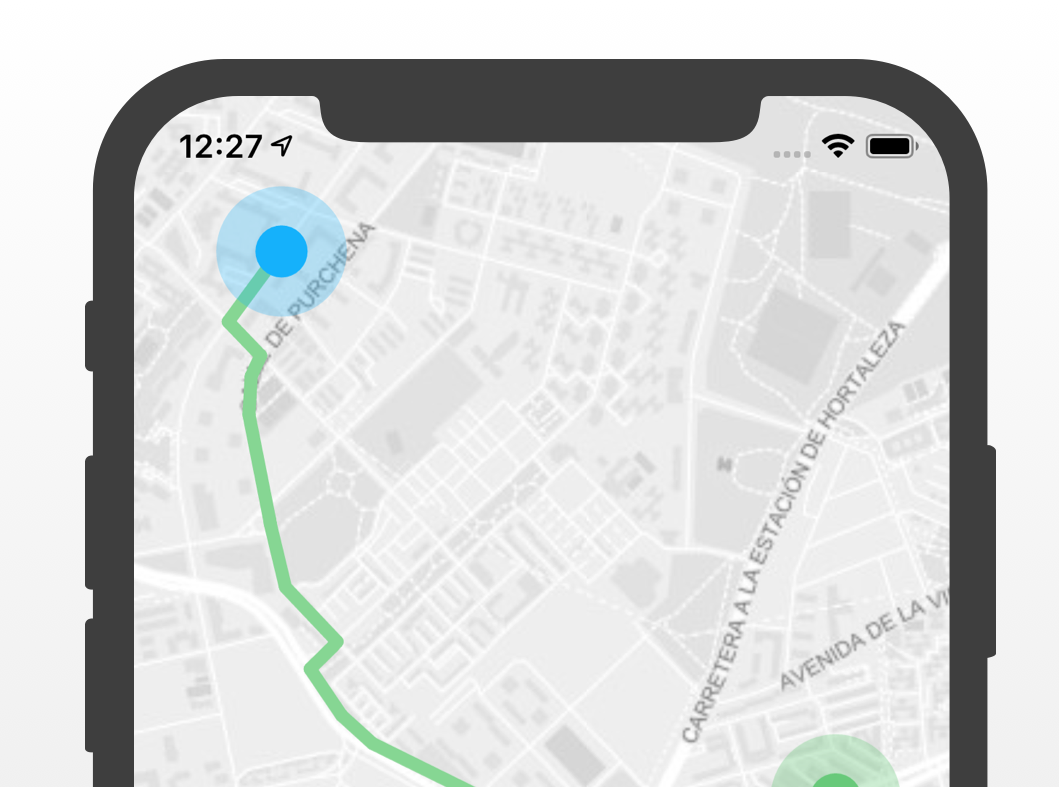 12:27
DE PURCHENA
CARRETERA A LA ESTACIÓN DE HORTALEZA
AVENIDA DE LA